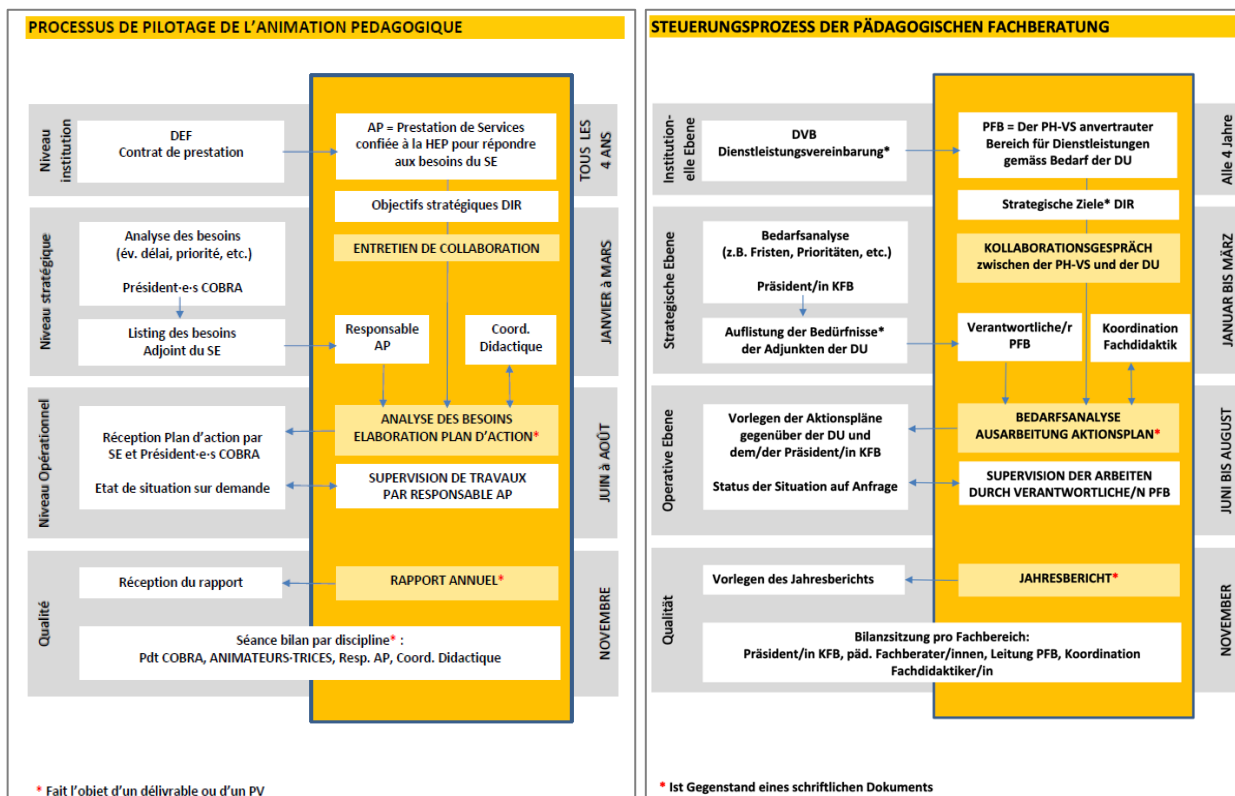 PROCESSUS DE PILOTAGE DE L'ANIMATION PEDAGOGIQUE
Niveau
institution
DEF
Contrat de prestation
AP = Prestation de Services
confiée à la HEP pour répondre
aux besoins du SE
TOUS LES
4 ANS
Objectifs stratégiques DIR
Niveau stratégique
Analyse des besoins
(év. délai, priorité, etc.)
Président·e·s COBRA
ENTRETIEN DE COLLABORATION
JANVIER à MARS
Listing des besoins
Adjoint du SE
Responsable
AP
Coord.
Didactique
Niveau Opérationnel
Réception Plan d'action par
SE et Président·e·s COBRA
Etat de situation sur demande
ANALYSE DES BESOINS
ELABORATION PLAN D'ACTION*
SUPERVISION DE TRAVAUX
PAR RESPONSABLE AP
JUIN à AOÛT
Qualité
Réception du rapport
RAPPORT ANNUEL*
NOVEMBRE
Séance bilan par discipline* :
Pdt COBRA, ANIMATEURS·TRICES, Resp. AP, Coord. Didactique
* Fait l'objet d'un délivrable ou d'un PV
STEUERUNGSPROZESS DER PÄDAGOGISCHEN FACHBERATUNG
Institution-
elle Ebene
DVB
Dienstleistungsvereinbarung*
PFB = Der PH-VS anvertrauter
Bereich für Dienstleistungen
gemäss Bedarf der DU
Alle 4 Jahre
Strategische Ziele* DIR
Strategische Ebene
Bedarfsanalyse
(z.B. Fristen, Prioritäten, etc.)
Präsident/in KFB
KOLLABORATIONSGESPRÄCH
zwischen der PH-VS und der DU
JANUAR BIS MÄRZ
Auflistung der Bedürfnisse*
der Adjunkten der DU
Verantwortliche/r
PFB
Koordination
Fachdidaktik
Operative Ebene
Vorlegen der Aktionspläne
gegenüber der DU und
dem/der Präsident/in KFB
Status der Situation auf Anfrage
BEDARFSANALYSE
AUSARBEITUNG AKTIONSPLAN*
SUPERVISION DER ARBEITEN
DURCH VERANTWORTLICHE/N PFB
JUNI BIS AUGUST
Qualität
Vorlegen des Jahresberichts
JAHRESBERICHT*
NOVEMBER
Bilanzsitzung pro Fachbereich:
Präsident/in KFB, päd. Fachberater/innen, Leitung PFB, Koordination
Fachdidaktiker/in
* Ist Gegenstand eines schriftlichen Dokuments